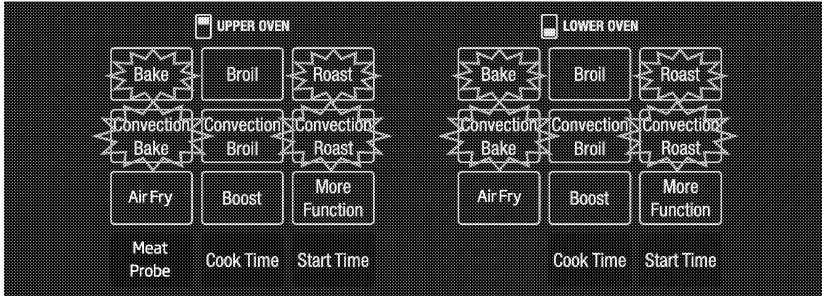 UPPER OVEN LOWER OVEN
Bake Broil Roast Bake Broil Roast
Convection Convection Convection Convection Convection Convection
Bake Broil Roast Bake Broil Roast
Air Fry Boost More Function Air Fry Boost More Function
Meat Probe Cook Time Start Time Cook Time Start Time